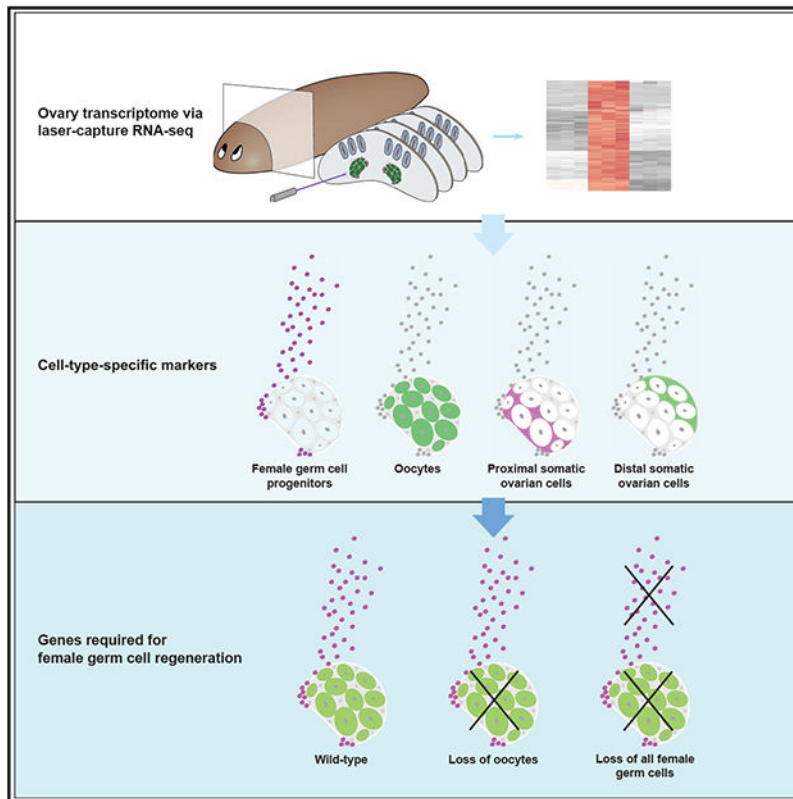 Ovary transcriptome via
laser-capture RNA-seq
Cell-type-specific markers
Female germ cell
progenitors
Oocytes
Proximal somatic
ovarian cells
Distal somatic
ovarian cells
Genes required for
female germ cell regeneration
Wild-type
Loss of oocytes
Loss of all female
germ cells